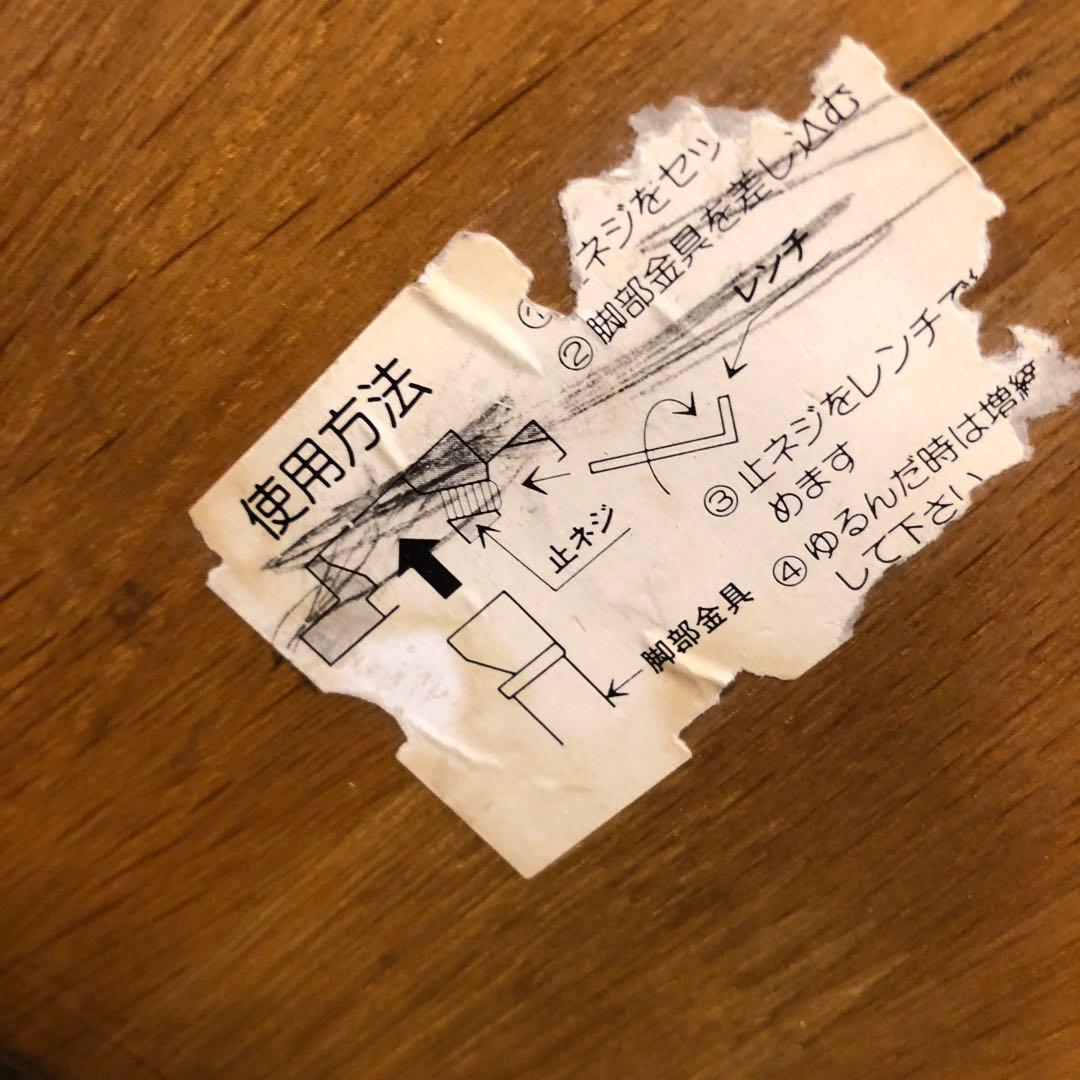 使用方法
① ネジをセッ
② 脚部金具を差し込む
レンチ
止ネジ
脚部金具
③ 止ネジをレンチで
めます
④ ゆるんだ時は増締
して下さい